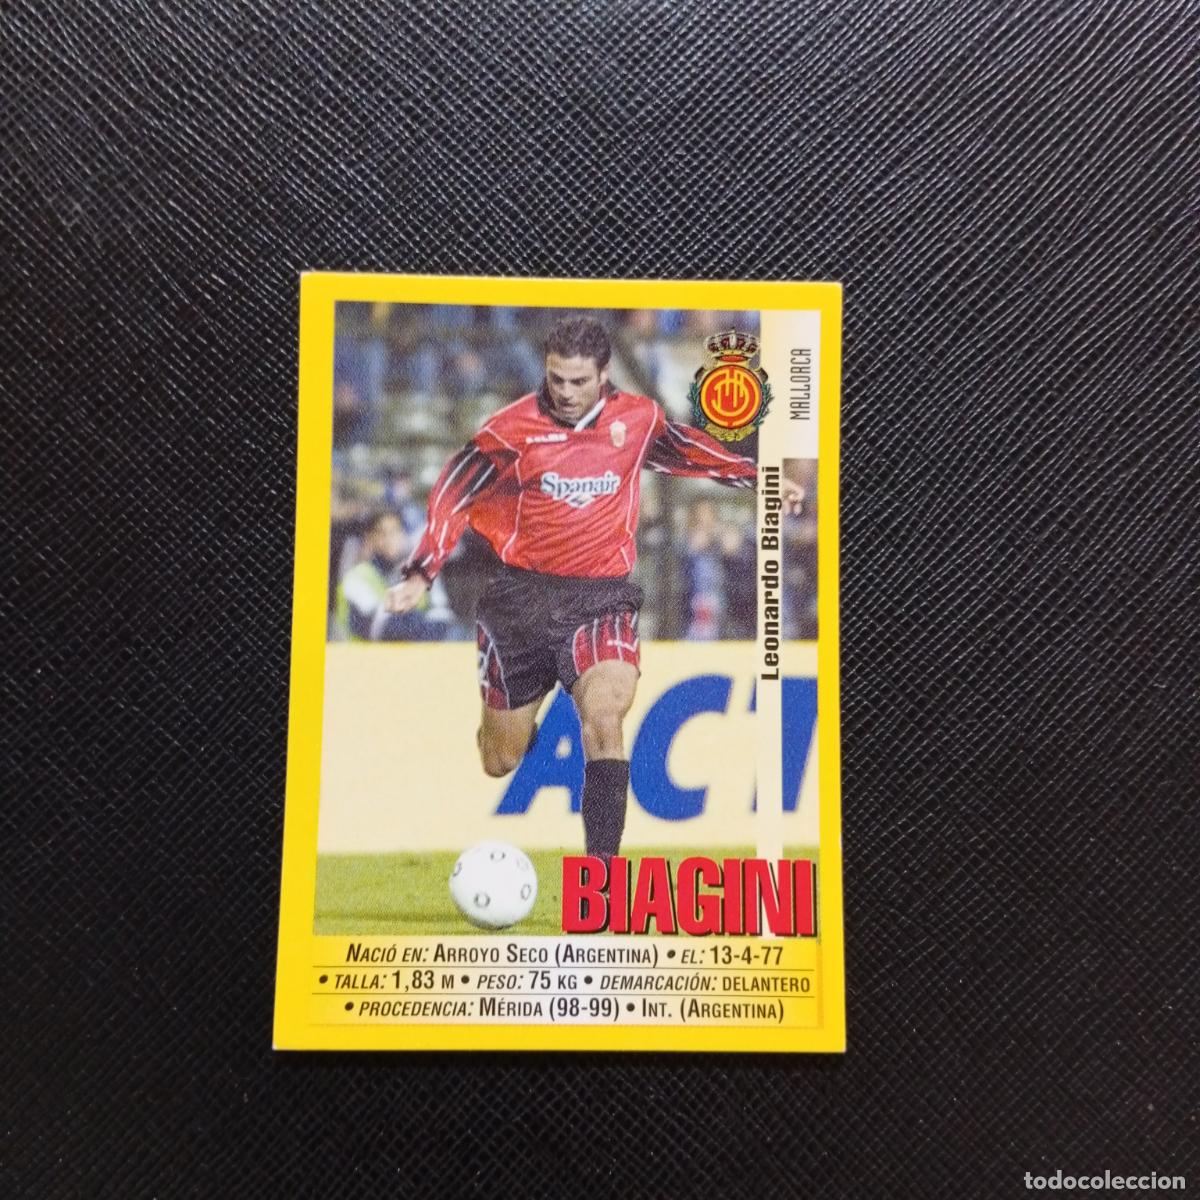 MALLORCA
Leonardo Biagini
Spanair
ACT
BIAGINI
NACIÓ EN: ARROYO SECO (ARGENTINA) • EL: 13-4-77
• TALLA: 1,83 M • PESO: 75 KG • DEMARCACIÓN: DELANTERO
• PROCEDENCIA: MÉRIDA (98-99) • INT. (ARGENTINA)
todocoleccion